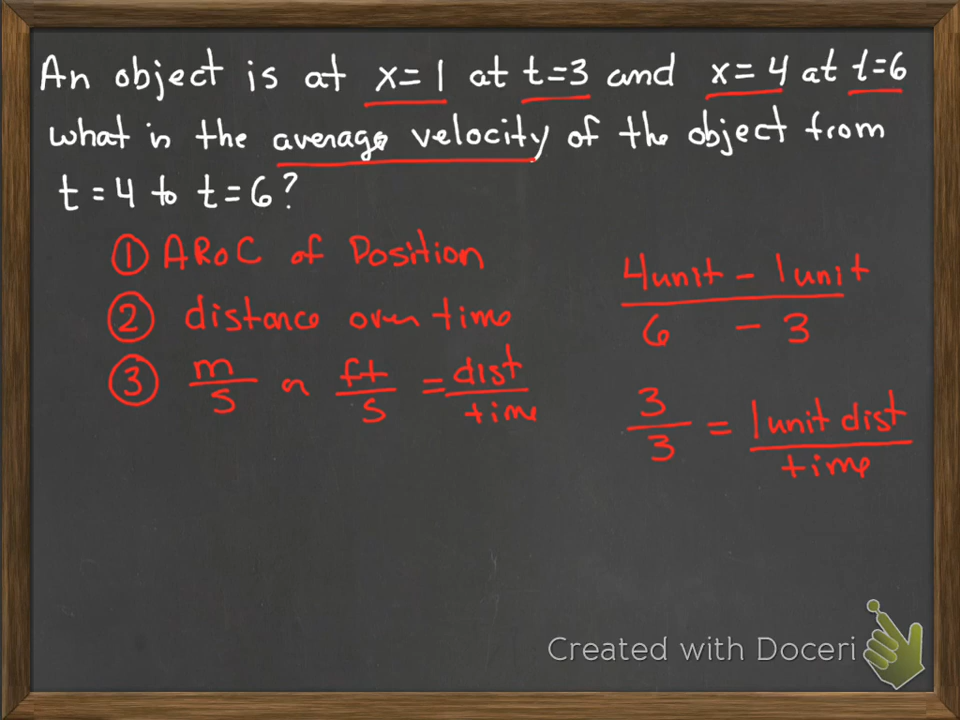 An object is at x=1 at t=3 and x=4 at t=6
what is the average velocity of the object from
t=4 to t=6?
① ARoC of Position
② distance over time
③ m/s or ft/s = dist/time
4unit - 1unit
6 - 3
3/3 = 1unit dist/time
Created with Doceri